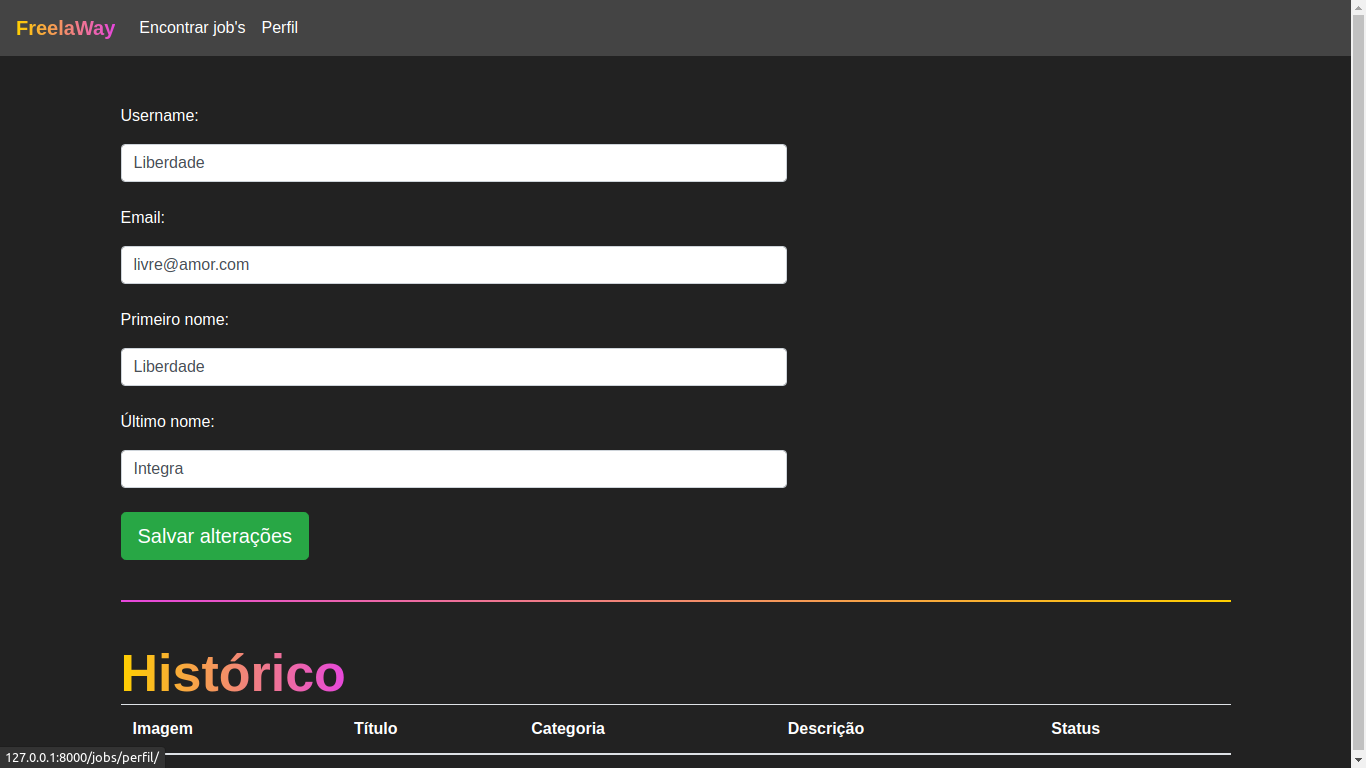 FreelaWay Encontrar job's Perfil
Username:
Liberdade
Email:
livre@amor.com
Primeiro nome:
Liberdade
Último nome:
Integra
Salvar alterações
Histórico
Imagem Título Categoria Descrição Status
127.0.0.1:8000/jobs/perfil/